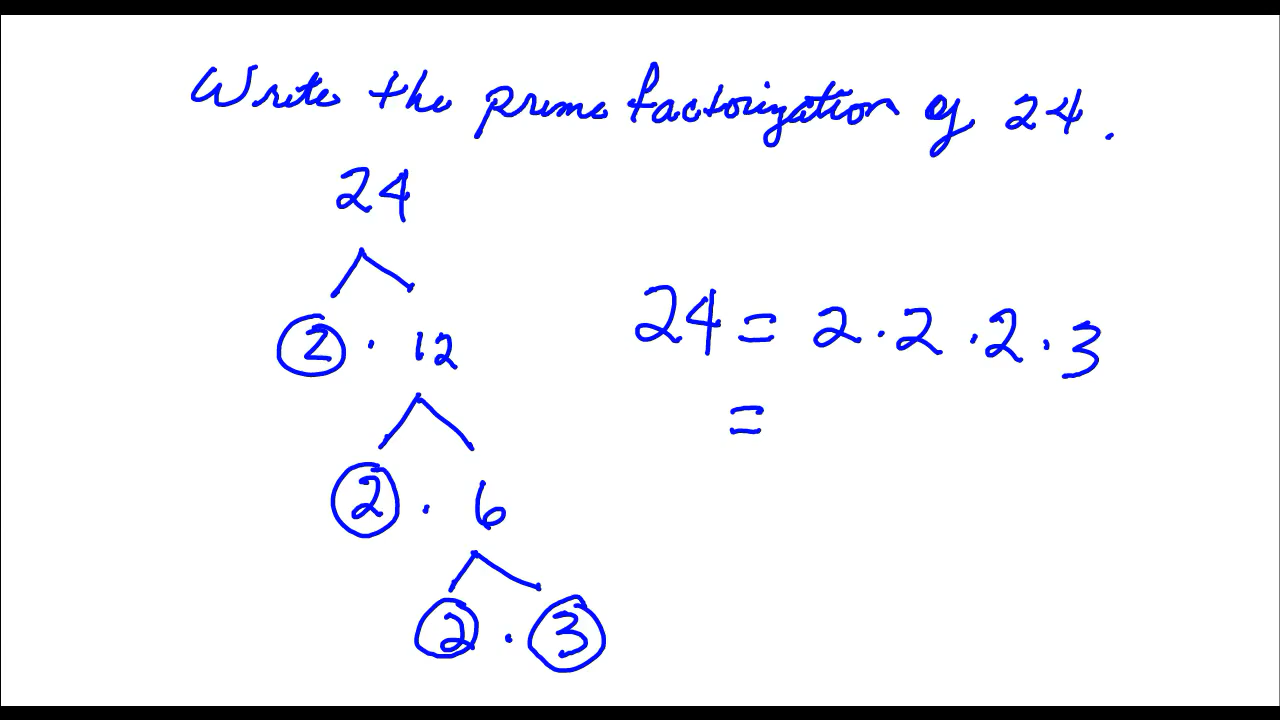 Write the prime factorization of 24.
24
2 · 12
2 · 6
2 · 3
24 = 2 · 2 · 2 · 3
=